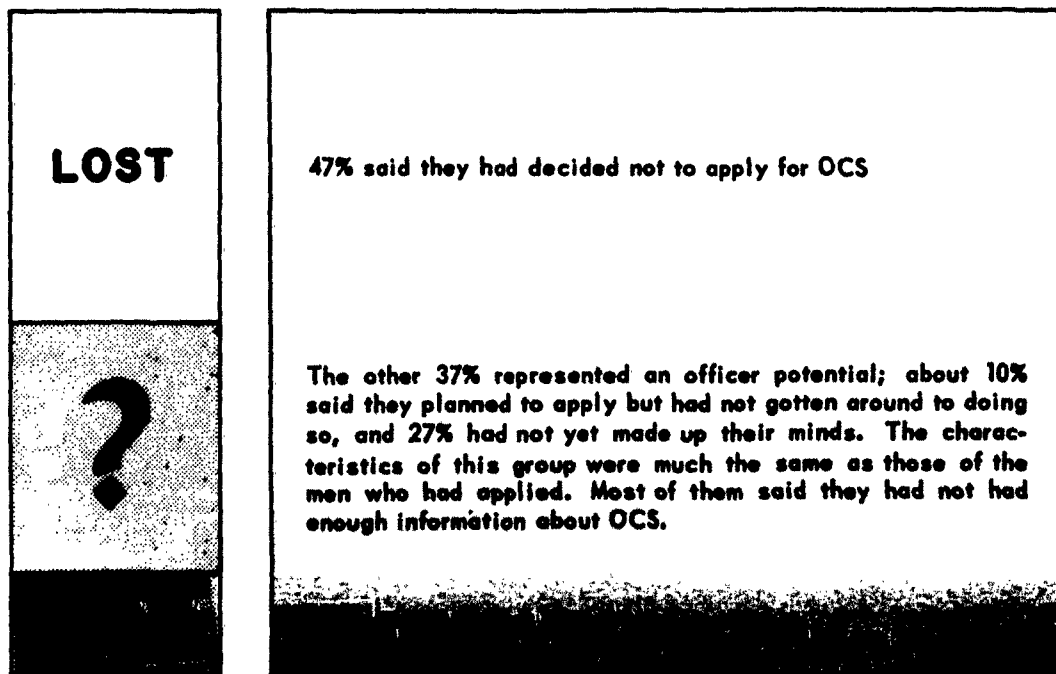 LOST
47% said they had decided not to apply for OCS
?
The other 37% represented an officer potential; about 10%
said they planned to apply but had not gotten around to doing
so, and 27% had not yet made up their minds. The charac-
teristics of this group were much the same as those of the
men who had applied. Most of them said they had not had
enough information about OCS.